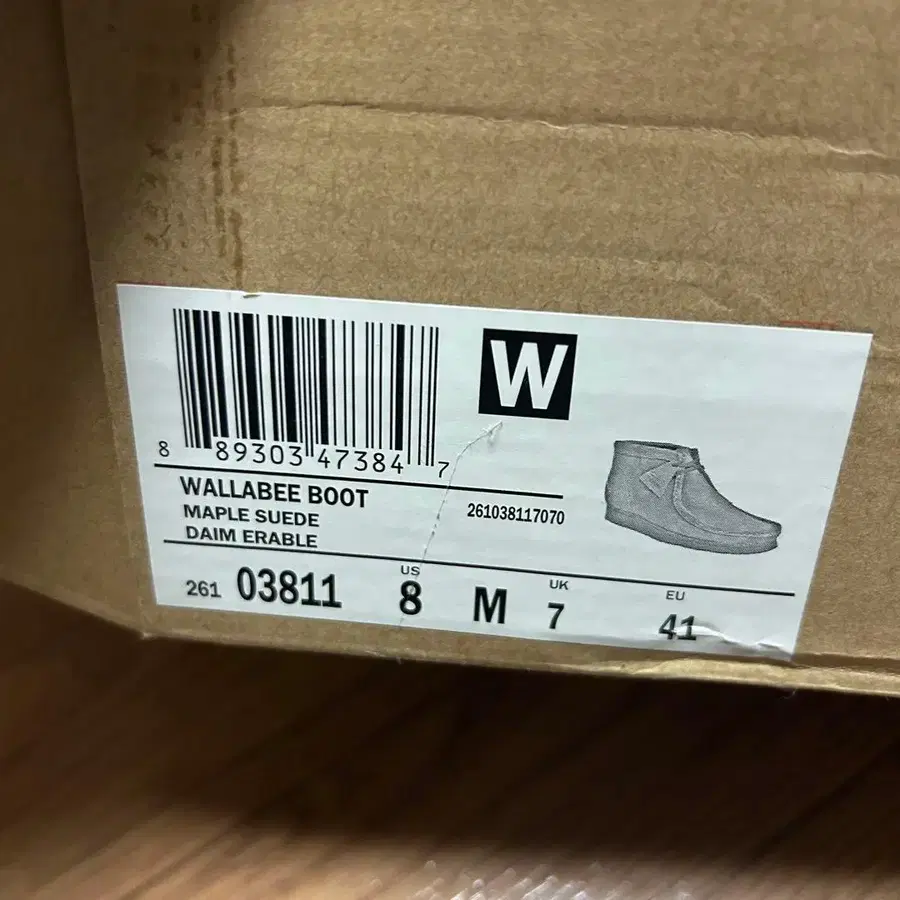 W
8 89303 47384 7
WALLABEE BOOT
MAPLE SUEDE
DAIM ERABLE
261038117070
261 03811
US
8
M
UK
7
EU
41